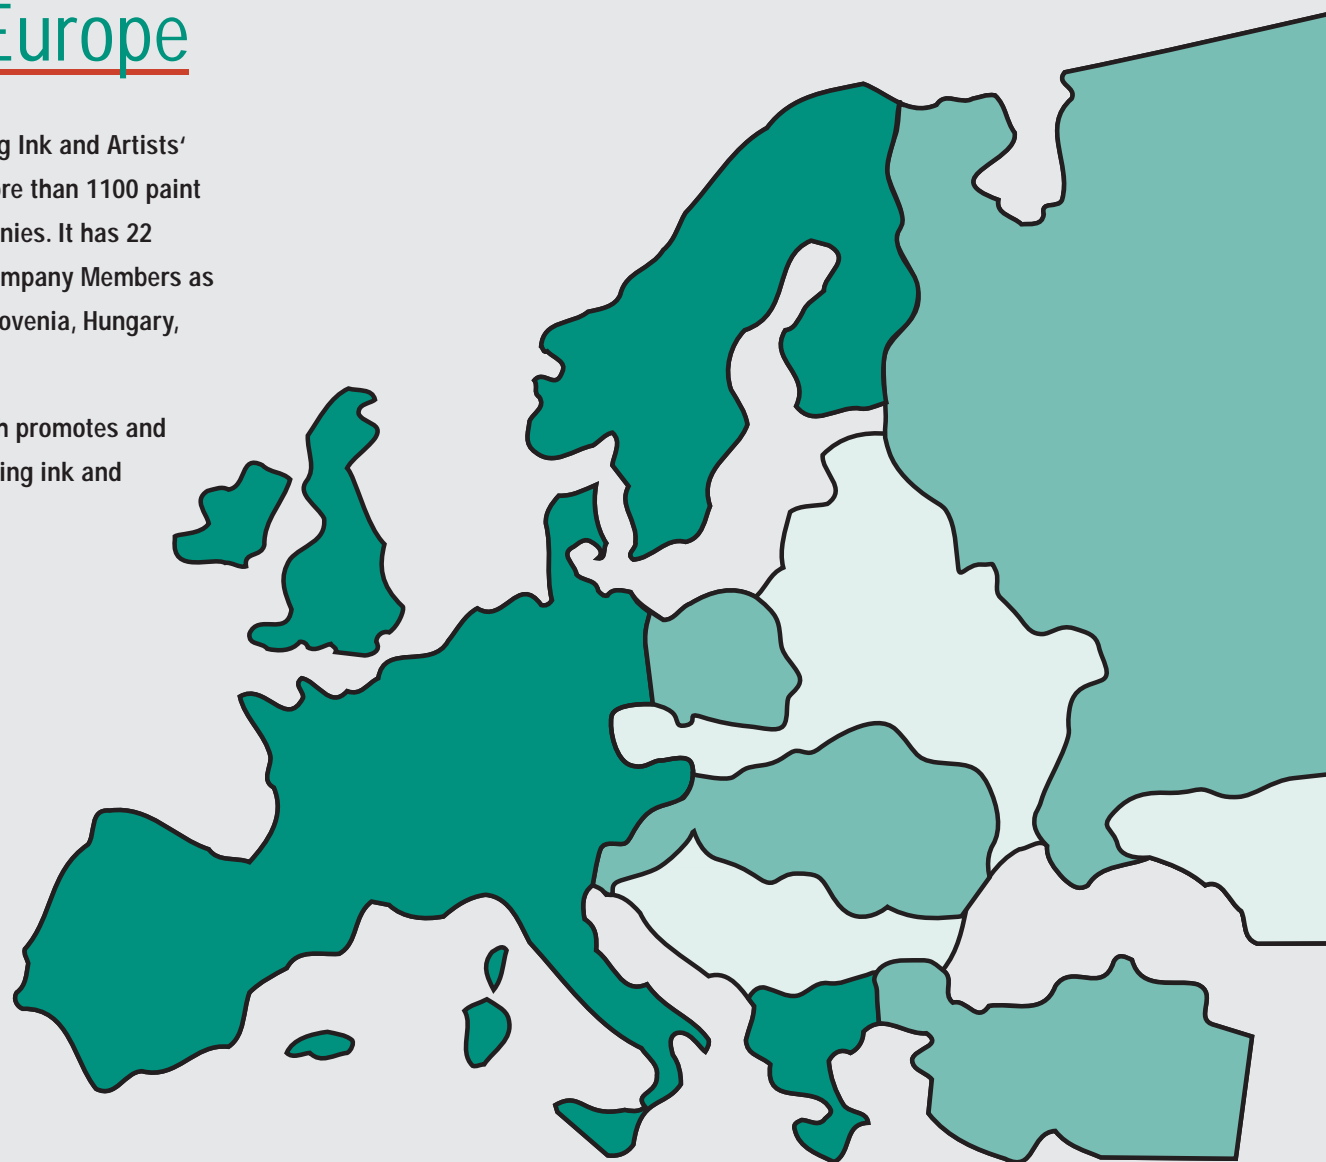 Europe
g Ink and Artists‘
re than 1100 paint
nies. It has 22
mpany Members as
ovenia, Hungary,
n promotes and
ing ink and